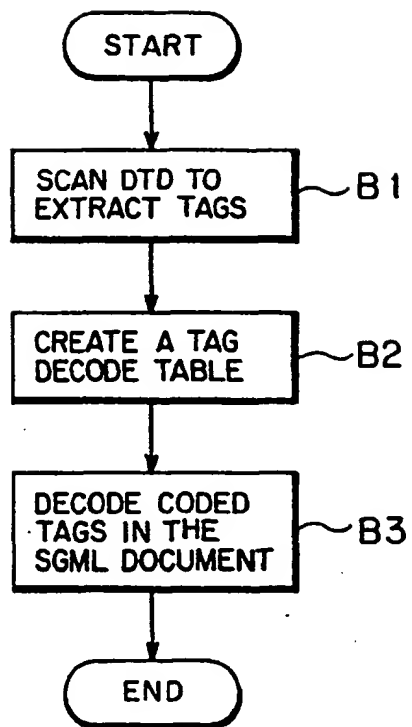 START
SCAN DTD TO
EXTRACT TAGS
B1
CREATE A TAG
DECODE TABLE
B2
DECODE CODED
TAGS IN THE
SGML DOCUMENT
B3
END